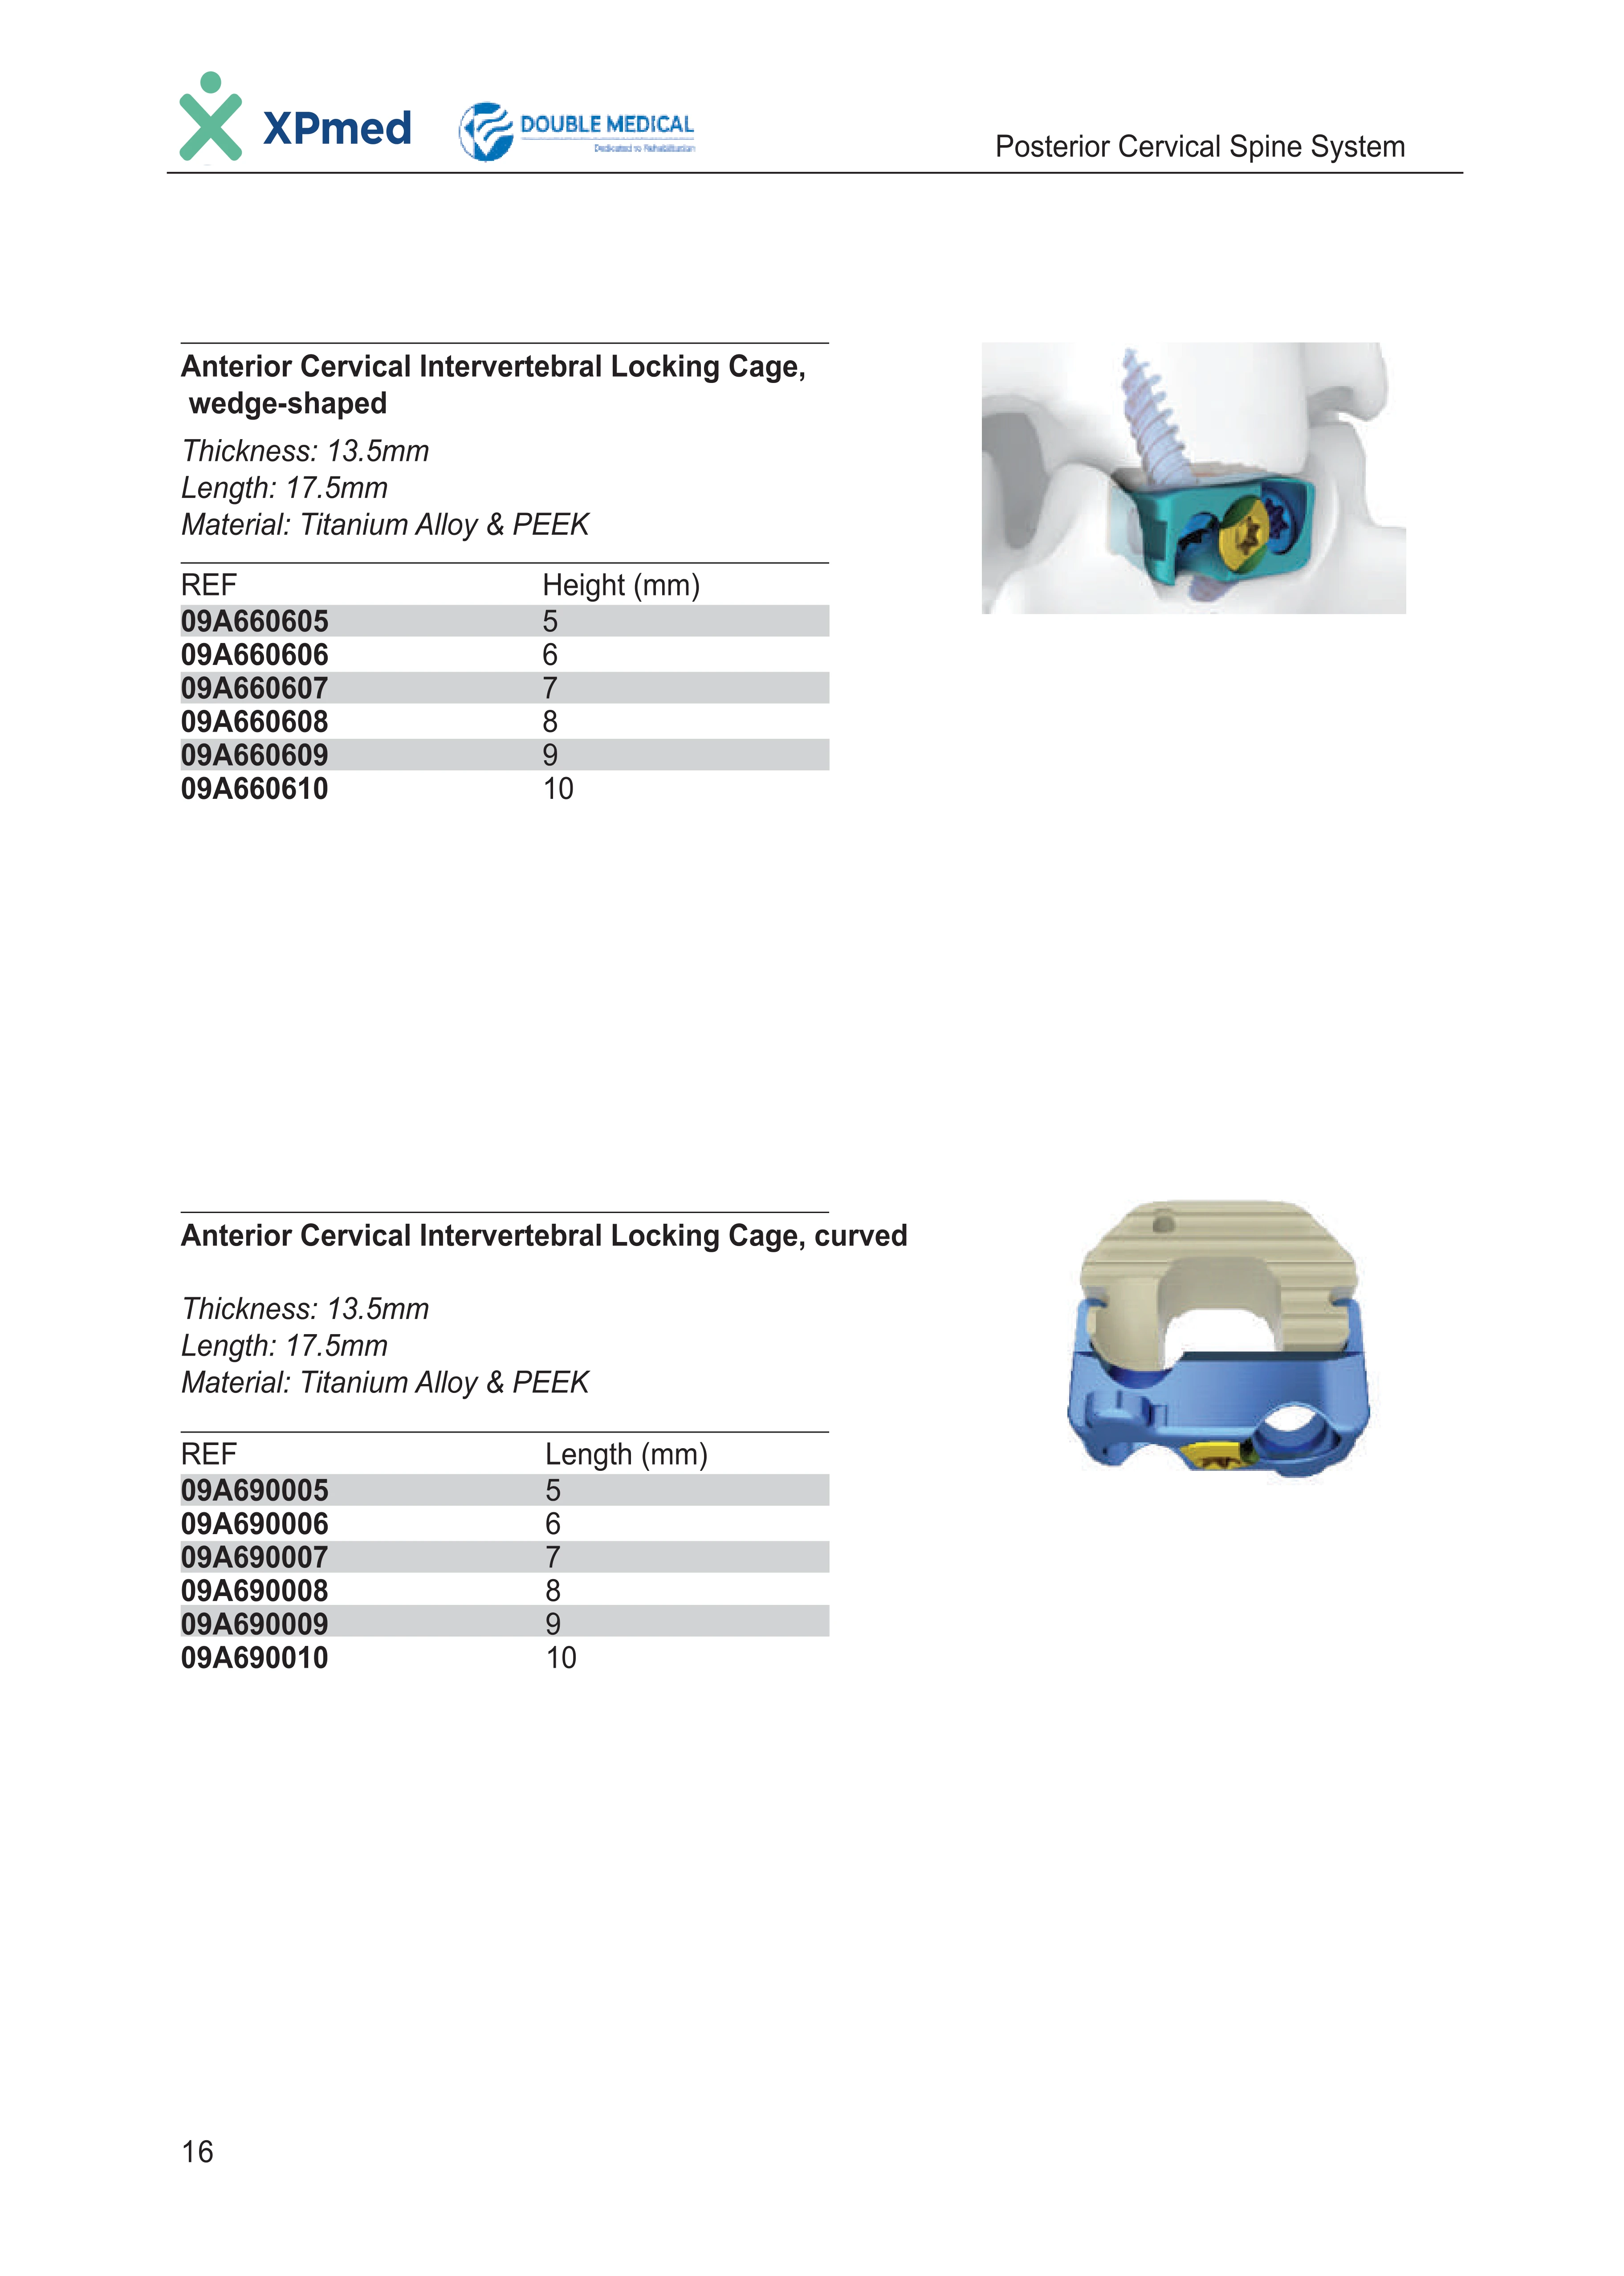 XPmed
DOUBLE MEDICAL
Dedicated to Rehabilitation
Posterior Cervical Spine System
Anterior Cervical Intervertebral Locking Cage,
wedge-shaped
Thickness: 13.5mm
Length: 17.5mm
Material: Titanium Alloy & PEEK
REF Height (mm)
09A660605 5
09A660606 6
09A660607 7
09A660608 8
09A660609 9
09A660610 10
Anterior Cervical Intervertebral Locking Cage, curved
Thickness: 13.5mm
Length: 17.5mm
Material: Titanium Alloy & PEEK
REF Length (mm)
09A690005 5
09A690006 6
09A690007 7
09A690008 8
09A690009 9
09A690010 10
16